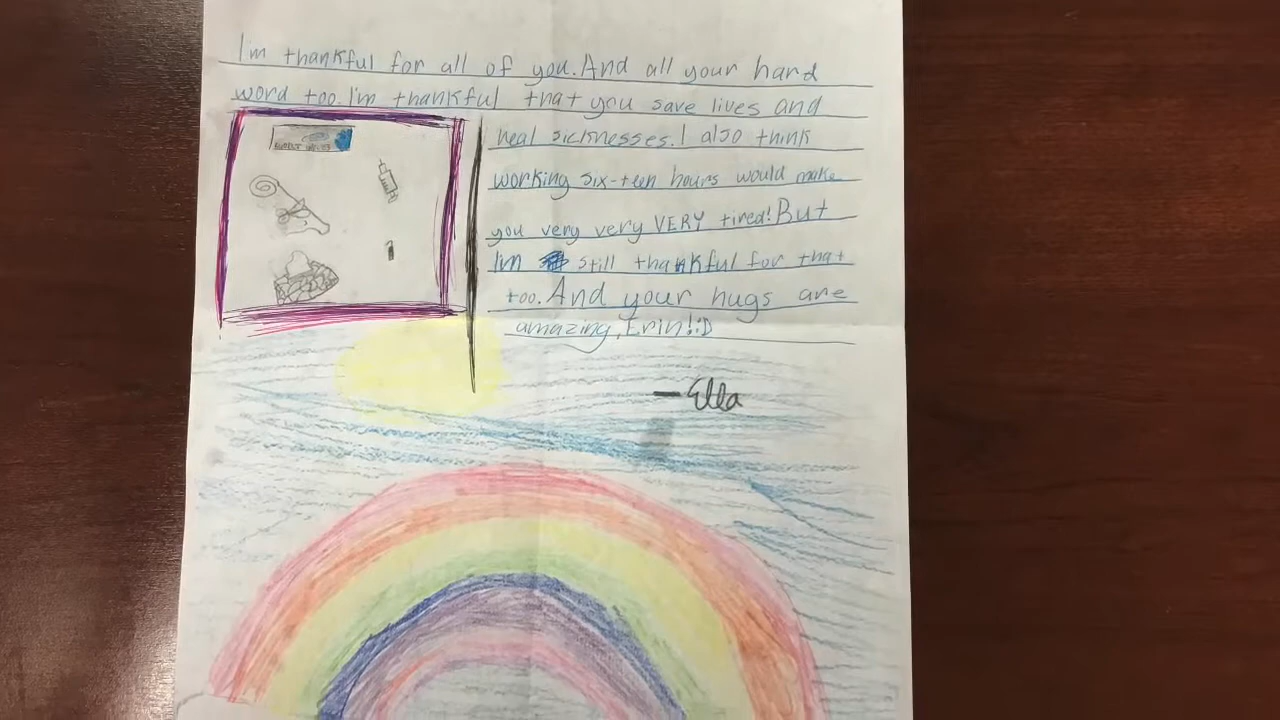 I'm thankful for all of you. And all your hard
word too. I'm thankful that you save lives and
heal sicknesses. I also think
working six-teen hours would make
you very very VERY tired! But
I'm still thankful for that
too. And your hugs are
amazing, Erin! :D
— Ella